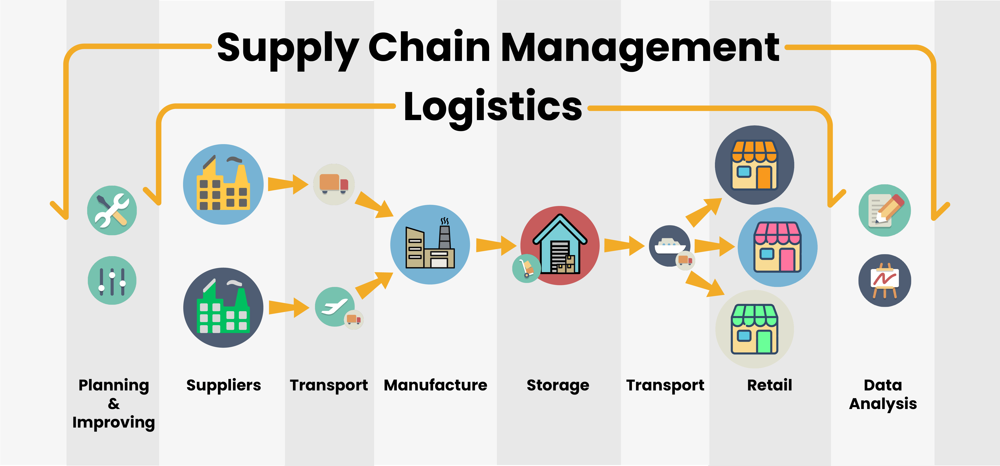 Supply Chain Management
Logistics
Planning
&
Improving
Suppliers
Transport
Manufacture
Storage
Transport
Retail
Data
Analysis